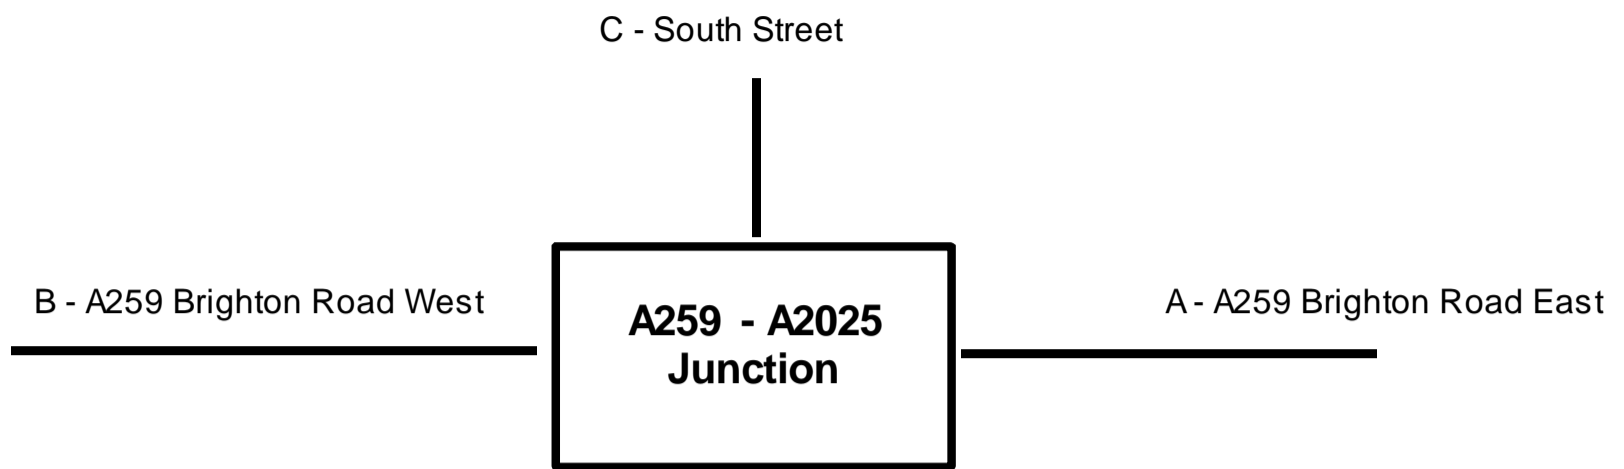 C - South Street
B - A259 Brighton Road West
A - A259 Brighton Road East
A259 - A2025
Junction